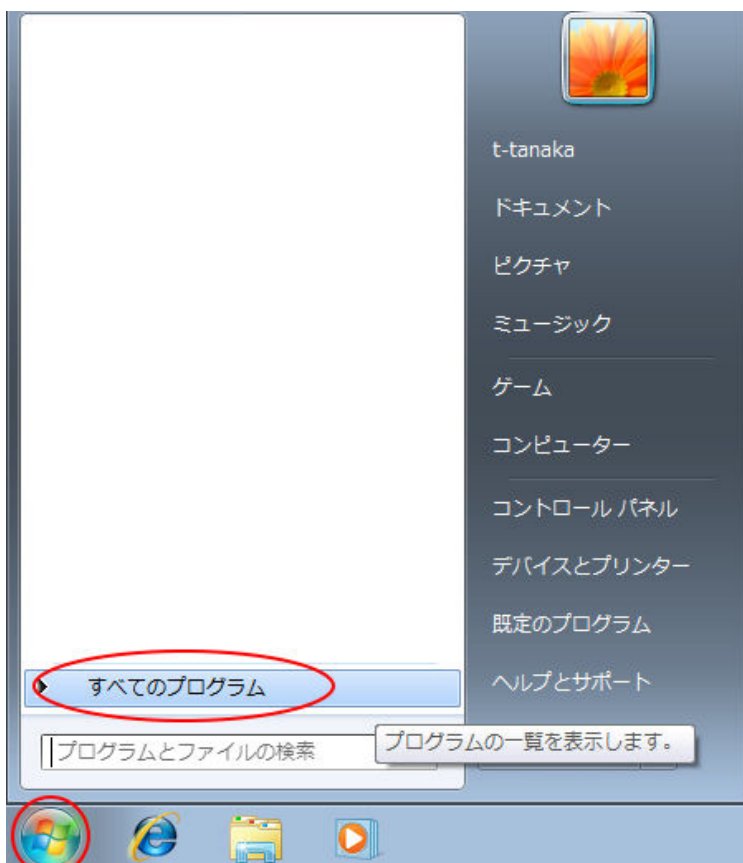 t-tanaka
ドキュメント
ピクチャ
ミュージック
ゲーム
コンピューター
コントロール パネル
デバイスとプリンター
既定のプログラム
ヘルプとサポート
すべてのプログラム
プログラムとファイルの検索
プログラムの一覧を表示します。